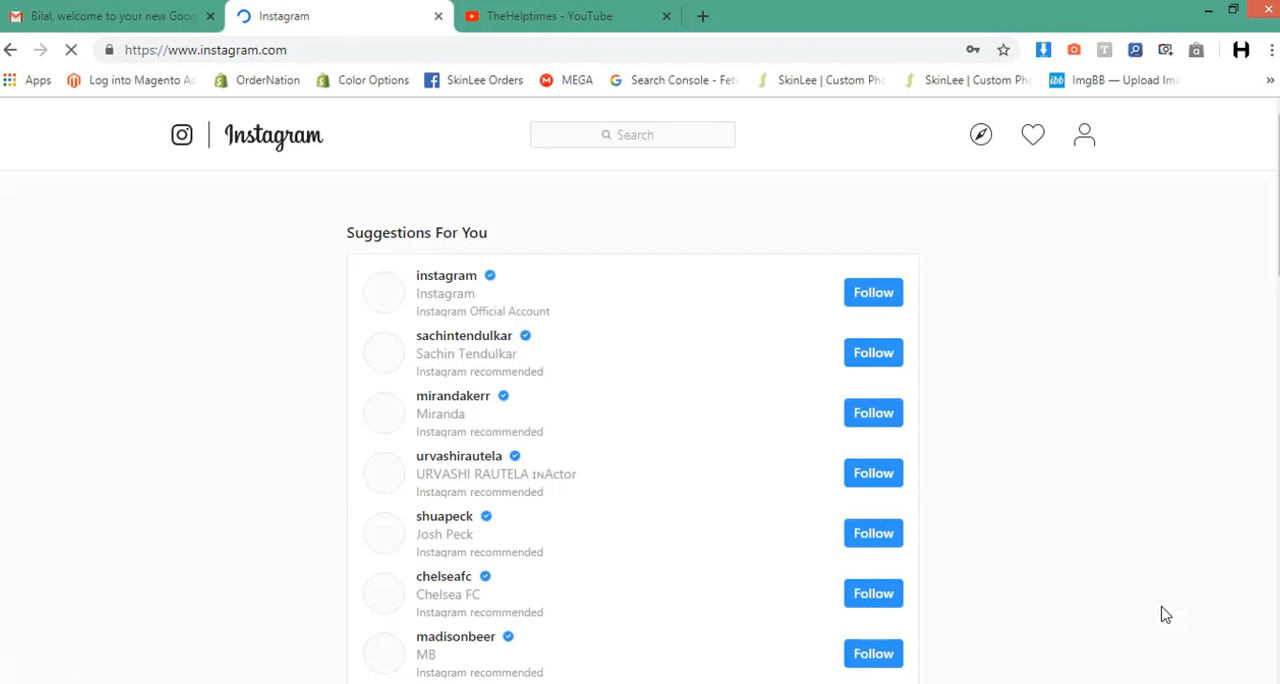 Bilal, welcome to your new Goog
Instagram
TheHelptimes - YouTube
https://www.instagram.com
Apps
Log into Magento Ad
OrderNation
Color Options
SkinLee Orders
MEGA
Search Console - Fet
SkinLee | Custom Pho
SkinLee | Custom Pho
ImgBB — Upload Ima
Instagram
Search
Suggestions For You
instagram
Instagram
Instagram Official Account
Follow
sachintendulkar
Sachin Tendulkar
Instagram recommended
Follow
mirandakerr
Miranda
Instagram recommended
Follow
urvashirautela
URVASHI RAUTELA ɪɴActor
Instagram recommended
Follow
shuapeck
Josh Peck
Instagram recommended
Follow
chelseafc
Chelsea FC
Instagram recommended
Follow
madisonbeer
MB
Instagram recommended
Follow